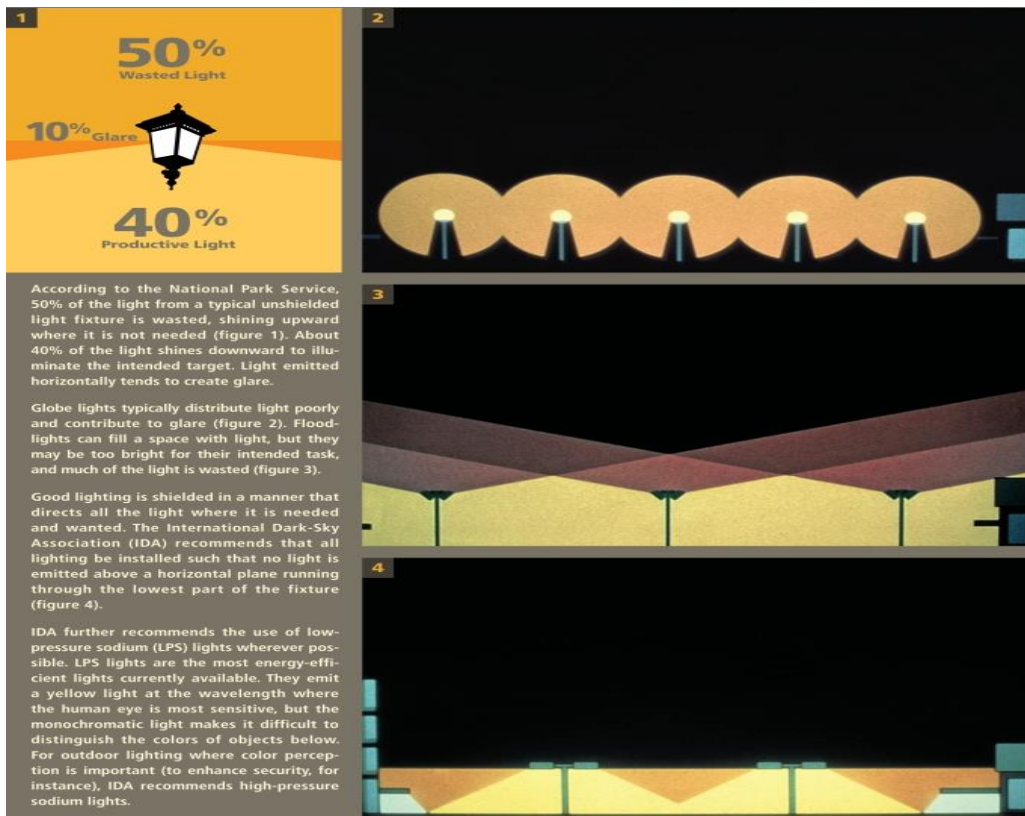 1
50%
Wasted Light
10% Glare
40%
Productive Light
According to the National Park Service,
50% of the light from a typical unshielded
light fixture is wasted, shining upward
where it is not needed (figure 1). About
40% of the light shines downward to illu-
minate the intended target. Light emitted
horizontally tends to create glare.
Globe lights typically distribute light poorly
and contribute to glare (figure 2). Flood-
lights can fill a space with light, but they
may be too bright for their intended task,
and much of the light is wasted (figure 3).
Good lighting is shielded in a manner that
directs all the light where it is needed
and wanted. The International Dark-Sky
Association (IDA) recommends that all
lighting be installed such that no light is
emitted above a horizontal plane running
through the lowest part of the fixture
(figure 4).
IDA further recommends the use of low-
pressure sodium (LPS) lights wherever pos-
sible. LPS lights are the most energy-effi-
cient lights currently available. They emit
a yellow light at the wavelength where
the human eye is most sensitive, but the
monochromatic light makes it difficult to
distinguish the colors of objects below.
For outdoor lighting where color percep-
tion is important (to enhance security, for
instance), IDA recommends high-pressure
sodium lights.
2
3
4